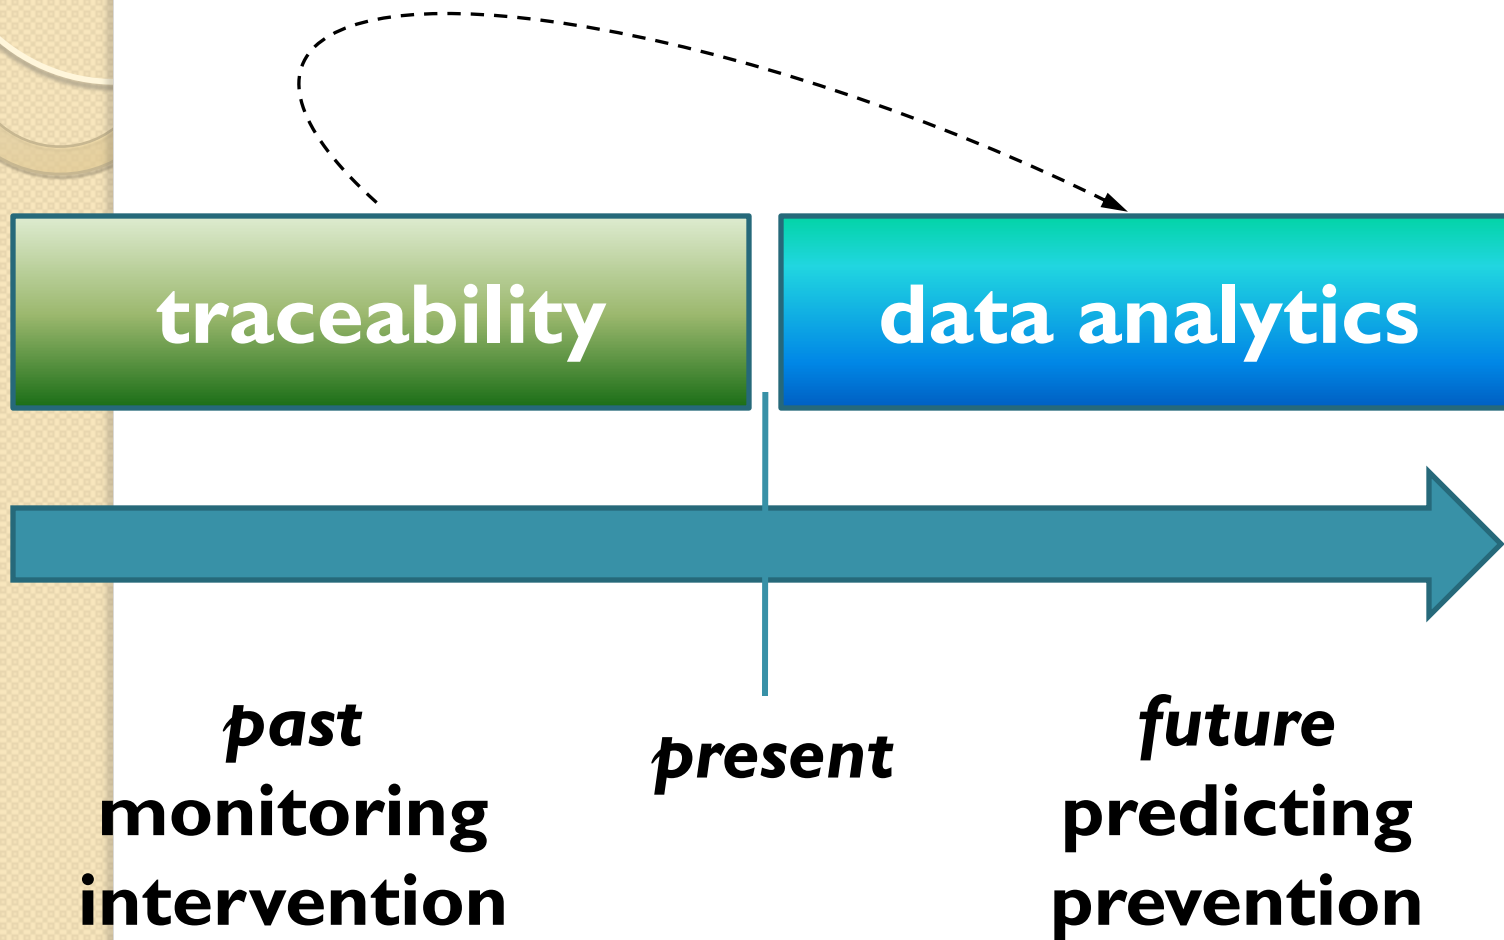 traceability
data analytics
past
monitoring
intervention
present
future
predicting
prevention